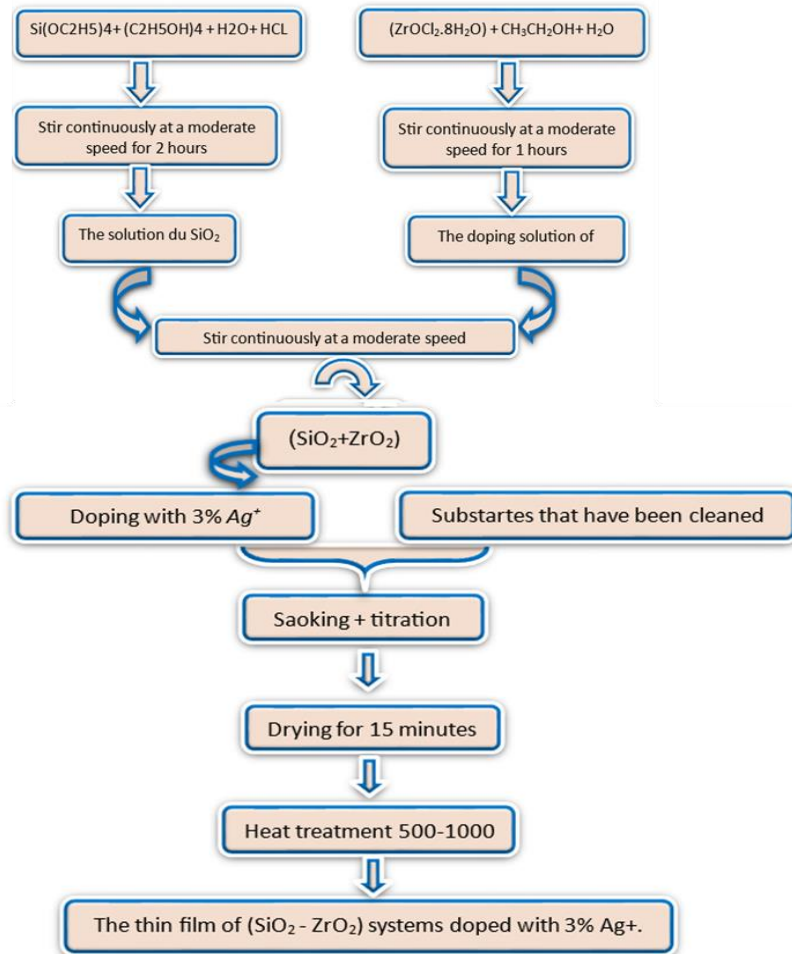 Si(OC2H5)4+ (C2H5OH)4 + H2O+ HCL
(ZrOCl₂.8H₂O) + CH₃CH₂OH+ H₂O
Stir continuously at a moderate
speed for 2 hours
Stir continuously at a moderate
speed for 1 hours
The solution du SiO₂
The doping solution of
Stir continuously at a moderate speed
(SiO₂+ZrO₂)
Doping with 3% Ag⁺
Substartes that have been cleaned
Saoking + titration
Drying for 15 minutes
Heat treatment 500-1000
The thin film of (SiO₂ - ZrO₂) systems doped with 3% Ag+.